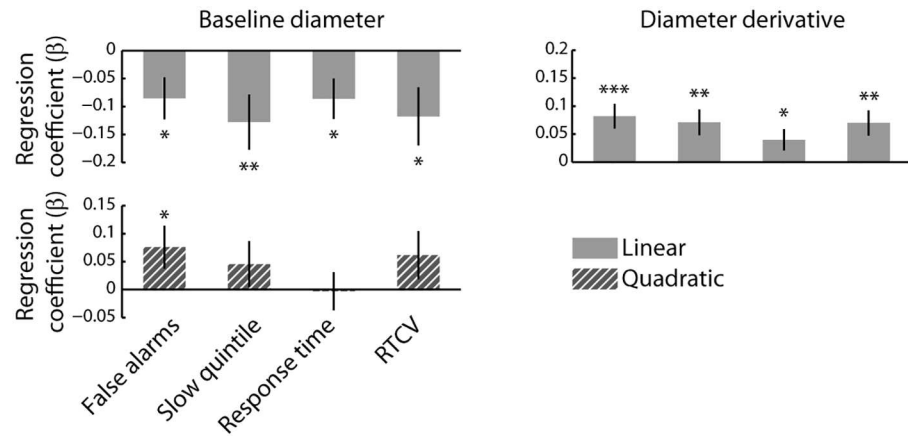 Baseline diameter
Regression
coefficient (β)
0
−0.05
−0.1
−0.15
−0.2
*
**
*
*
Diameter derivative
0.2
0.15
0.1
0.05
0
***
**
*
**
Regression
coefficient (β)
0.15
0.1
0.05
0
−0.05
*
False alarms
Slow quintile
Response time
RTCV
Linear
Quadratic